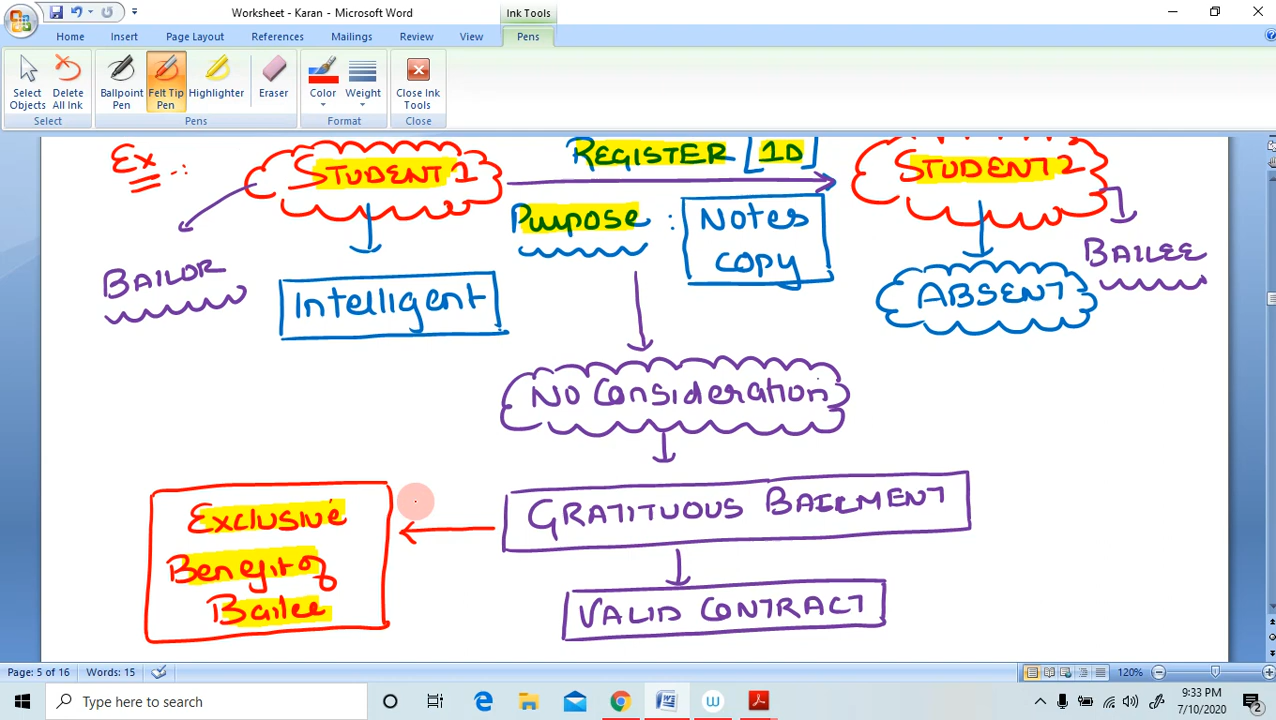 Worksheet - Karan - Microsoft Word
Ink Tools
Home Insert Page Layout References Mailings Review View Pens
Select Objects
Delete All Ink
Ballpoint Pen
Felt Tip Pen
Highlighter
Eraser
Color
Weight
Close Ink Tools
Select Pens Format Close
Ex :
STUDENT 1
REGISTER [1D]
STUDENT 2
Purpose :
Notes
copy
BAILOR
BAILEE
Intelligent
ABSENT
No Consideration
GRATITUOUS BAILMENT
Exclusive
Benefit of
Bailee
VALID CONTRACT
Page: 5 of 16 Words: 15 120%
Type here to search
9:33 PM
7/10/2020
2